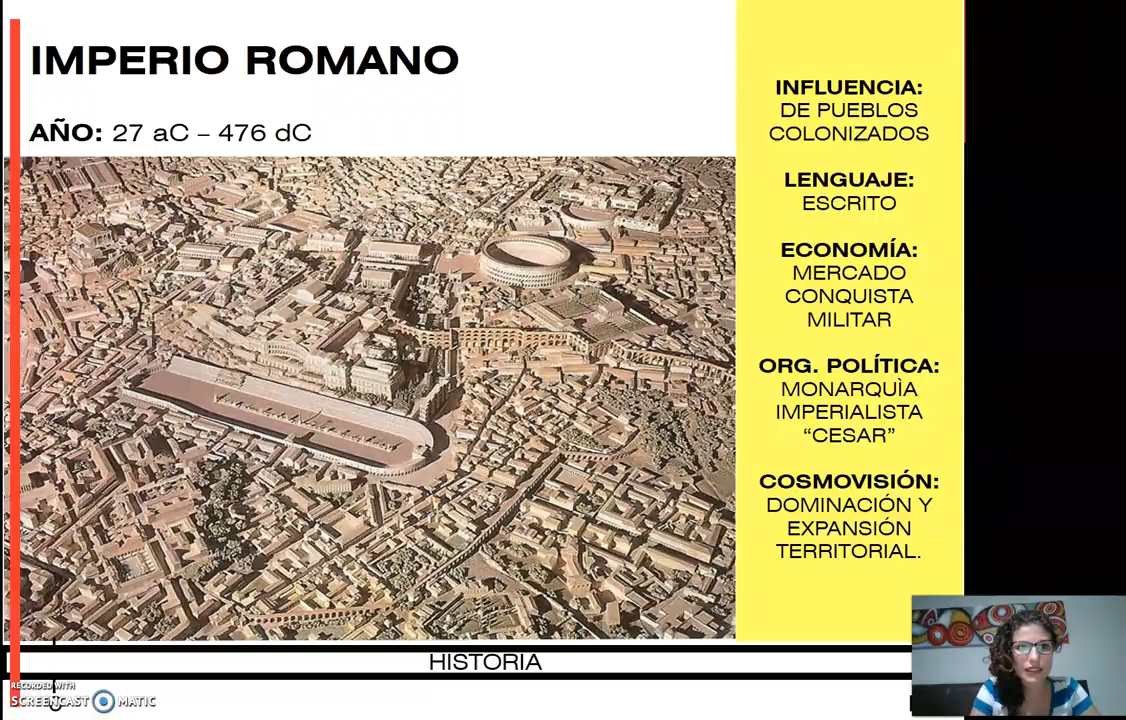 IMPERIO ROMANO
AÑO: 27 aC – 476 dC
INFLUENCIA:
DE PUEBLOS
COLONIZADOS
LENGUAJE:
ESCRITO
ECONOMÍA:
MERCADO
CONQUISTA
MILITAR
ORG. POLÍTICA:
MONARQUÌA
IMPERIALISTA
“CESAR”
COSMOVISIÓN:
DOMINACIÓN Y
EXPANSIÓN
TERRITORIAL.
HISTORIA
RECORDED WITH
SCREENCAST MATIC